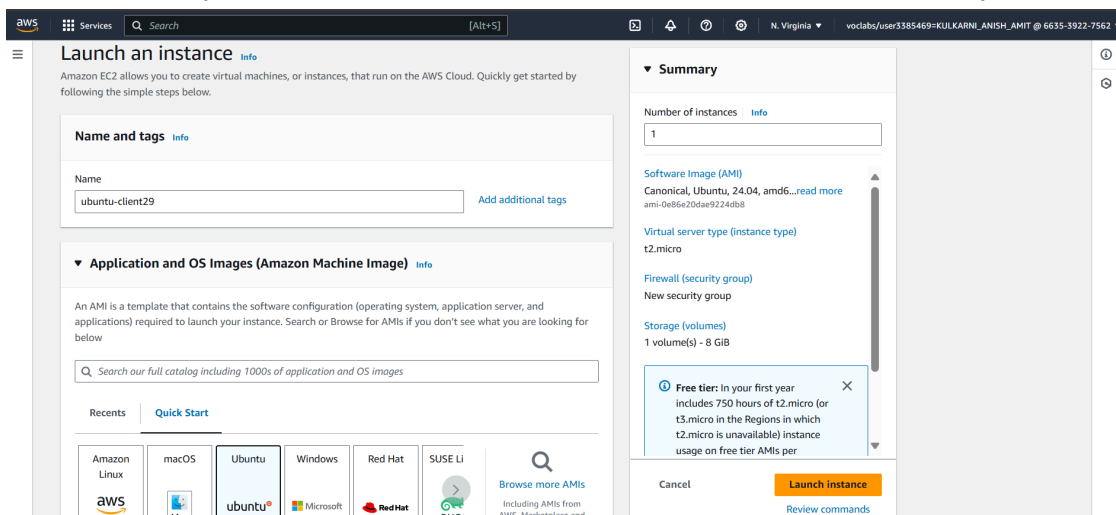 aws
Services
Search
[Alt+S]
N. Virginia
voclabs/user3385469=KULKARNI_ANISH_AMIT @ 6635-3922-7562
Launch an instance Info
Amazon EC2 allows you to create virtual machines, or instances, that run on the AWS Cloud. Quickly get started by
following the simple steps below.
Name and tags Info
Name
ubuntu-client29
Add additional tags
Application and OS Images (Amazon Machine Image) Info
An AMI is a template that contains the software configuration (operating system, application server, and
applications) required to launch your instance. Search or Browse for AMIs if you don't see what you are looking for
below
Search our full catalog including 1000s of application and OS images
Recents
Quick Start
Amazon
Linux
aws
macOS
Ubuntu
ubuntu
Windows
Microsoft
Red Hat
Red Hat
SUSE Li
Browse more AMIs
Including AMIs from
Summary
Number of instances Info
1
Software Image (AMI)
Canonical, Ubuntu, 24.04, amd6...read more
ami-0e86e20dae9224db8
Virtual server type (instance type)
t2.micro
Firewall (security group)
New security group
Storage (volumes)
1 volume(s) - 8 GiB
Free tier: In your first year
includes 750 hours of t2.micro (or
t3.micro in the Regions in which
t2.micro is unavailable) instance
usage on free tier AMIs per
Cancel
Launch instance
Review commands